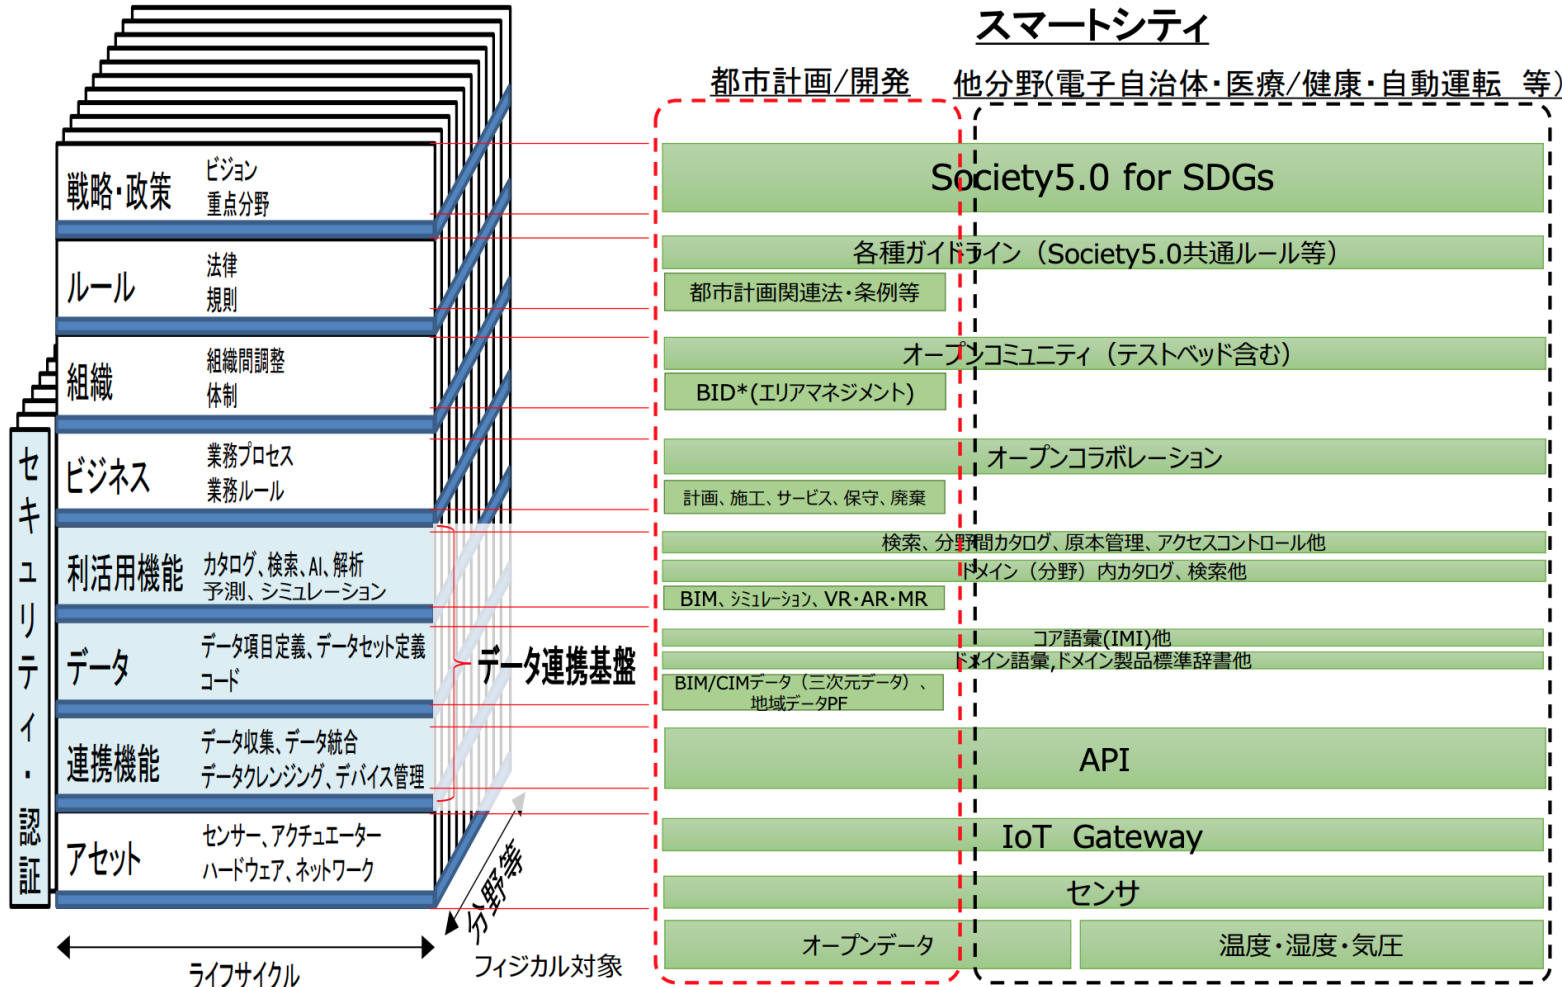 スマートシティ
都市計画/開発
他分野(電子自治体・医療/健康・自動運転 等)
戦略・政策
ビジョン
重点分野
Society5.0 for SDGs
ルール
法律
規則
各種ガイドライン（Society5.0共通ルール等）
都市計画関連法・条例等
組織
組織間調整
体制
オープンコミュニティ（テストベッド含む）
BID*(エリアマネジメント)
ビジネス
業務プロセス
業務ルール
オープンコラボレーション
計画、施工、サービス、保守、廃棄
利活用機能
カタログ、検索、AI、解析
予測、シミュレーション
検索、分野間カタログ、原本管理、アクセスコントロール他
ドメイン（分野）内カタログ、検索他
BIM、シミュレーション、VR・AR・MR
データ
データ項目定義、データセット定義
コード
データ連携基盤
コア語彙(IMI)他
ドメイン語彙,ドメイン製品標準辞書他
BIM/CIMデータ（三次元データ）、
地域データPF
連携機能
データ収集、データ統合
データクレンジング、デバイス管理
API
アセット
センサー、アクチュエーター
ハードウェア、ネットワーク
IoT Gateway
センサ
オープンデータ
温度・湿度・気圧
セキュリティ・認証
分野等
ライフサイクル
フィジカル対象